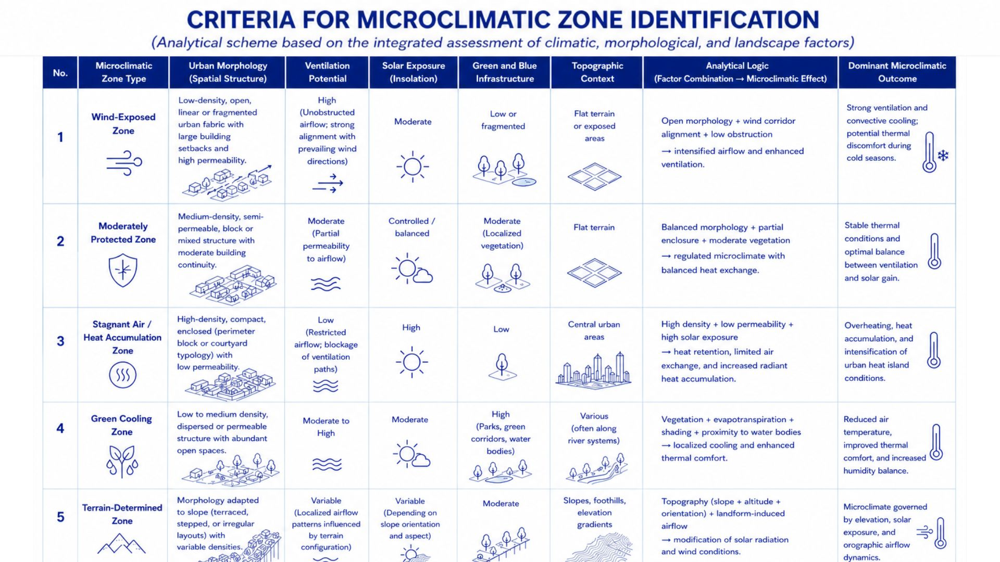 CRITERIA FOR MICROCLIMATIC ZONE IDENTIFICATION
(Analytical scheme based on the integrated assessment of climatic, morphological, and landscape factors)
No.
Microclimatic
Zone Type
Urban Morphology
(Spatial Structure)
Ventilation
Potential
Solar Exposure
(Insolation)
Green and Blue
Infrastructure
Topographic
Context
Analytical Logic
(Factor Combination → Microclimatic Effect)
Dominant Microclimatic
Outcome
1
Wind-Exposed
Zone
Low-density, open,
linear or fragmented
urban fabric with
large building
setbacks and
high permeability.
High
(Unobstructed
airflow; strong
alignment with
prevailing wind
directions)
Moderate
Low or
fragmented
Flat terrain
or exposed
areas
Open morphology + wind corridor
alignment + low obstruction
→ intensified airflow and enhanced
ventilation.
Strong ventilation and
convective cooling;
potential thermal
discomfort during
cold seasons.
2
Moderately
Protected Zone
Medium-density, semi-
permeable, block or
mixed structure with
moderate building
continuity.
Moderate
(Partial
permeability
to airflow)
Controlled /
balanced
Moderate
(Localized
vegetation)
Flat terrain
Balanced morphology + partial
enclosure + moderate vegetation
→ regulated microclimate with
balanced heat exchange.
Stable thermal
conditions and
optimal balance
between ventilation
and solar gain.
3
Stagnant Air /
Heat Accumulation
Zone
High-density, compact,
enclosed (perimeter
block or courtyard
typology) with
low permeability.
Low
(Restricted
airflow; blockage
of ventilation
paths)
High
Low
Central urban
areas
High density + low permeability +
high solar exposure
→ heat retention, limited air
exchange, and increased radiant
heat accumulation.
Overheating, heat
accumulation, and
intensification of
urban heat island
conditions.
4
Green Cooling
Zone
Low to medium density,
dispersed or permeable
structure with abundant
open spaces.
Moderate to
High
Moderate
High
(Parks, green
corridors, water
bodies)
Various
(often along
river systems)
Vegetation + evapotranspiration +
shading + proximity to water bodies
→ localized cooling and enhanced
thermal comfort.
Reduced air
temperature,
improved thermal
comfort, and increased
humidity balance.
5
Terrain-Determined
Zone
Morphology adapted
to slope (terraced,
stepped, or irregular
layouts) with
variable densities.
Variable
(Localized airflow
patterns influenced
by terrain
configuration)
Variable
(Depending on
slope orientation
and aspect)
Moderate
Slopes, foothills,
elevation
gradients
Topography (slope + altitude +
orientation) + landform-induced
airflow
→ modification of solar radiation
and wind conditions.
Microclimate governed
by elevation, solar
exposure, and
orographic airflow
dynamics.